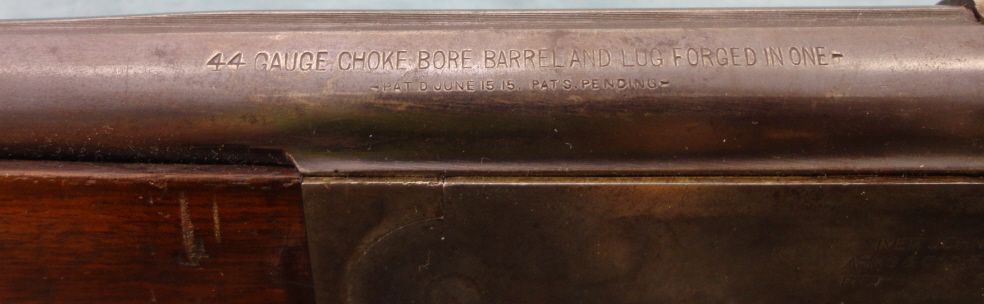 44 GAUGE CHOKE BORE BARREL AND LUG FORGED IN ONE-
-PAT'D JUNE 15 15, PATS. PENDING-